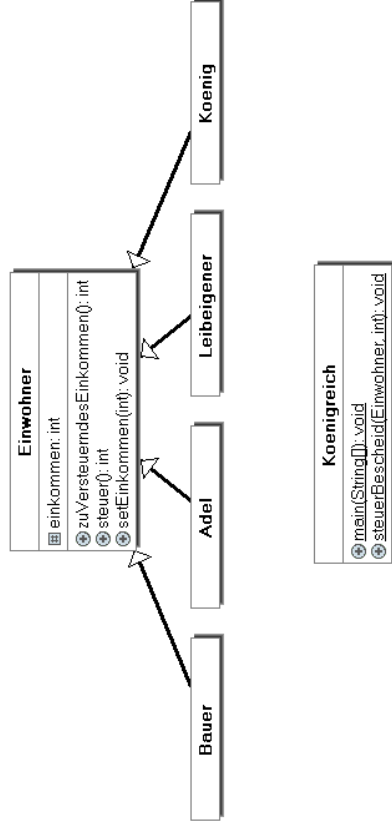 Einwohner
einkommen: int
zuVersteuerndesEinkommen(): int
steuer(): int
setEinkommen(int): void
Bauer
Adel
Leibeigener
Koenig
Koenigreich
main(String[]): void
steuerBescheid(Einwohner, int): void